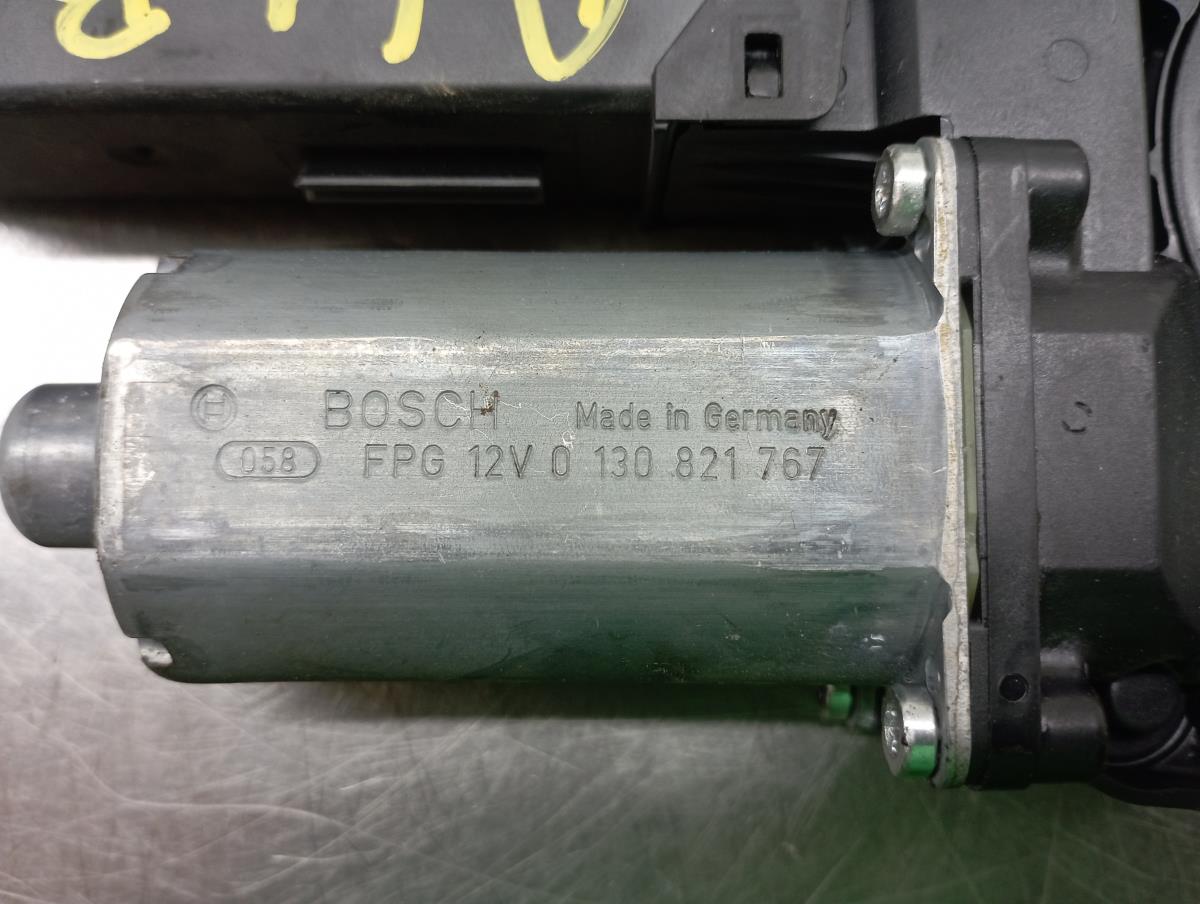 BOSCH Made in Germany
058 FPG 12V 0 130 821 767